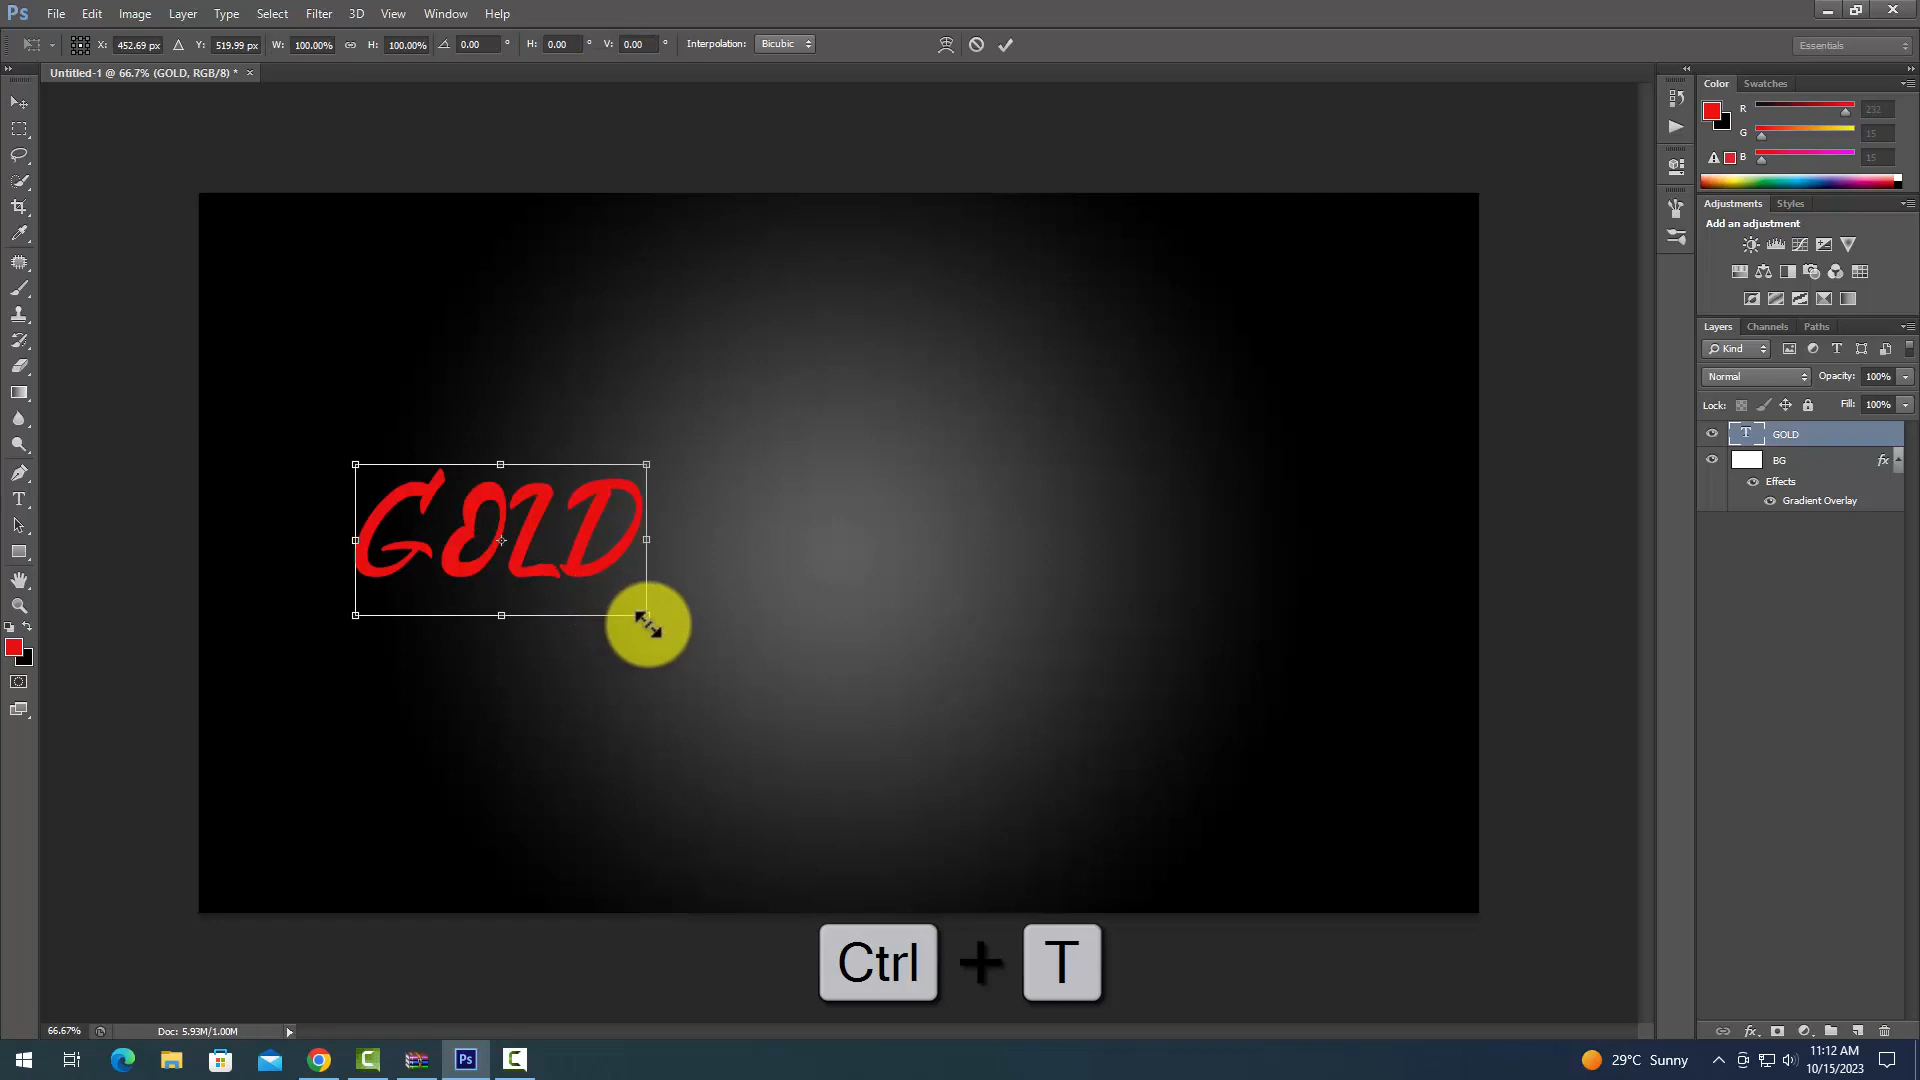 Ps File Edit Image Layer Type Select Filter 3D View Window Help
X: 452.69 px Y: 519.99 px W: 100.00% H: 100.00% 0.00 ° H: 0.00 ° V: 0.00 ° Interpolation: Bicubic Essentials
Untitled-1 @ 66.7% (GOLD, RGB/8) * ×
Color Swatches
R 232
G 15
B 15
Adjustments Styles
Add an adjustment
Layers Channels Paths
Kind
Normal Opacity: 100%
Lock: Fill: 100%
T GOLD
BG fx
Effects
Gradient Overlay
GOLD
Ctrl + T
66.67% Doc: 5.93M/1.00M
Ps 29°C Sunny 11:12 AM
10/15/2023